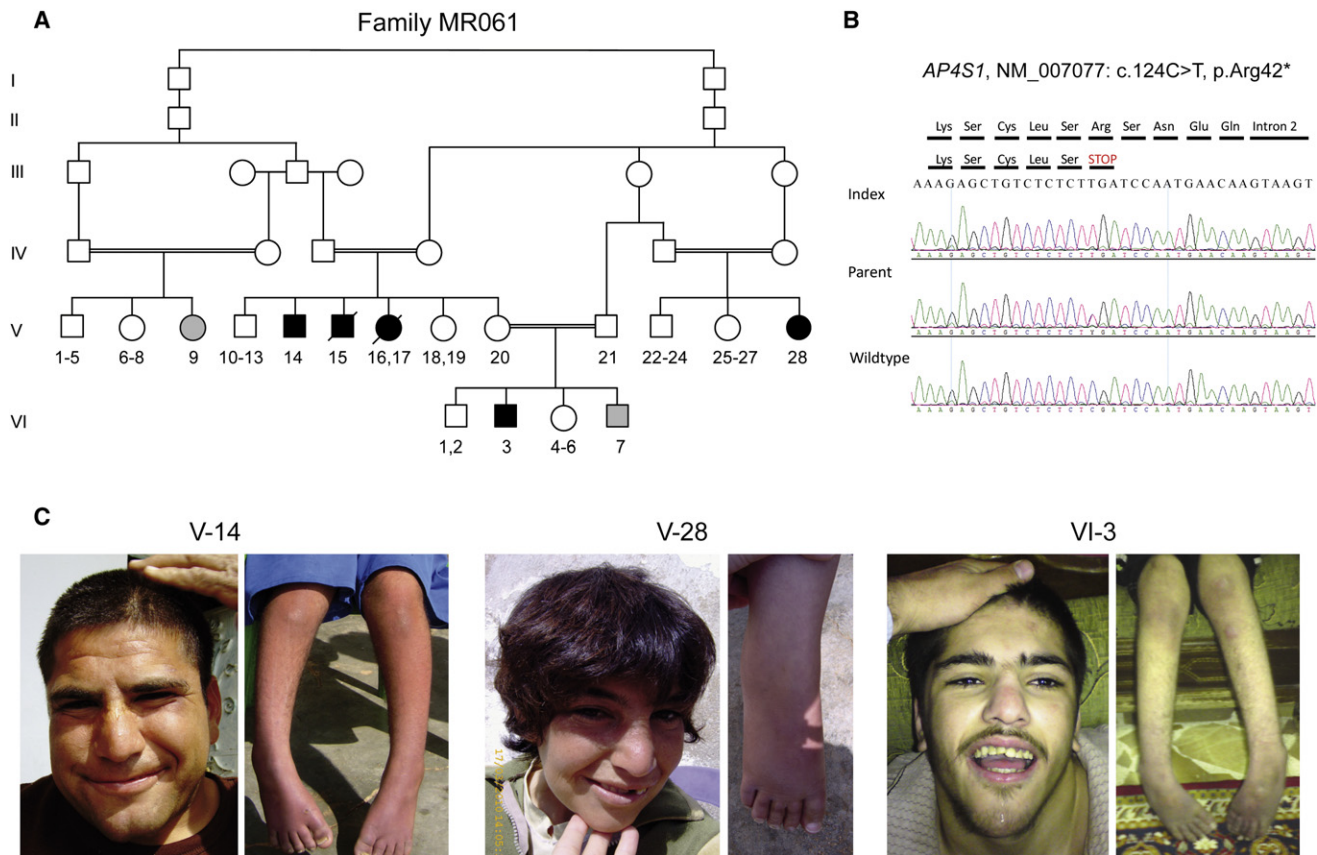 A
Family MR061
I
II
III
IV
V
1-5 6-8 9 10-13 14 15 16,17 18,19 20 21 22-24 25-27 28
VI
1,2 3 4-6 7
B
AP4S1, NM_007077: c.124C>T, p.Arg42*
Lys Ser Cys Leu Ser Arg Ser Asn Glu Gln Intron 2
Lys Ser Cys Leu Ser STOP
AAAGAGCTGTCTCTCTTGATCCAATGAACAAGTAAGT
Index
AAAGAGCTGTCTCTCTTGATCCAATGAACAAGTAAGT
Parent
AAAGAGCTGTCTCTCTTGATCCAATGAACAAGTAAGT
Wildtype
AAAGAGCTGTCTCTCTCGATCCAATGAACAAGTAAGT
C
V-14 V-28 VI-3